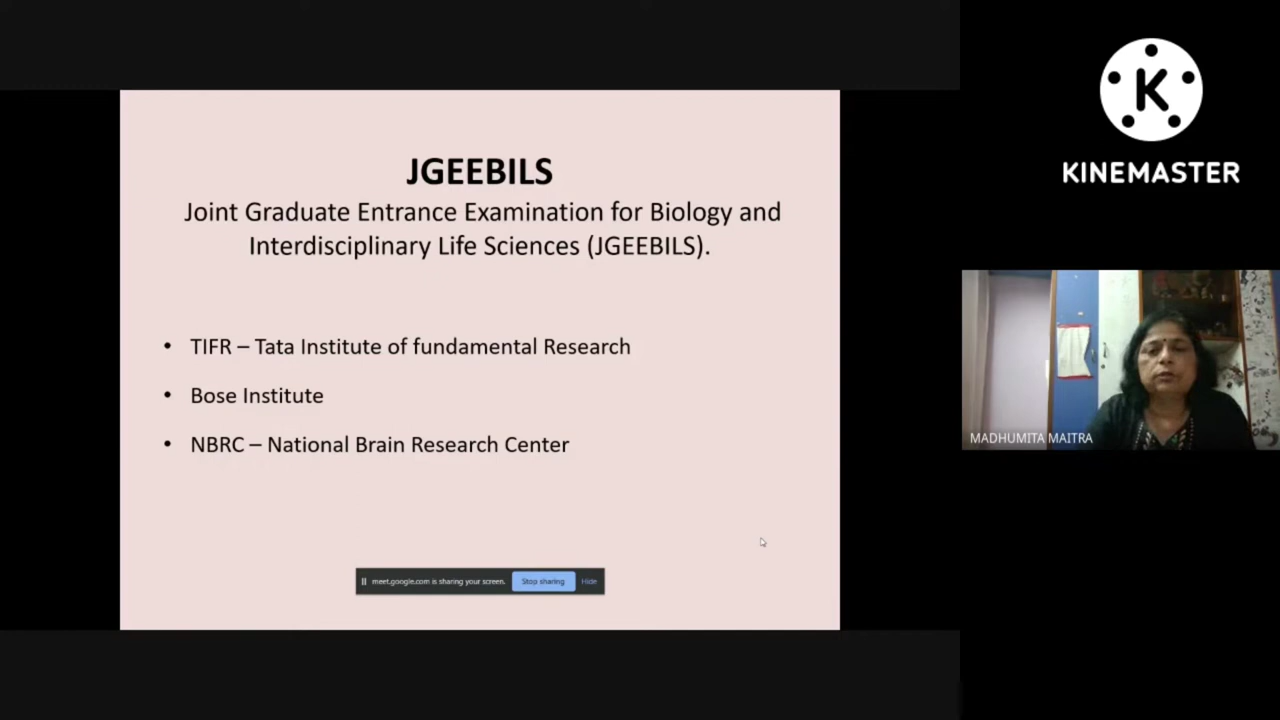 JGEEBILS
Joint Graduate Entrance Examination for Biology and
Interdisciplinary Life Sciences (JGEEBILS).
• TIFR – Tata Institute of fundamental Research
• Bose Institute
• NBRC – National Brain Research Center
meet.google.com is sharing your screen. Stop sharing Hide
K
KINEMASTER
MADHUMITA MAITRA